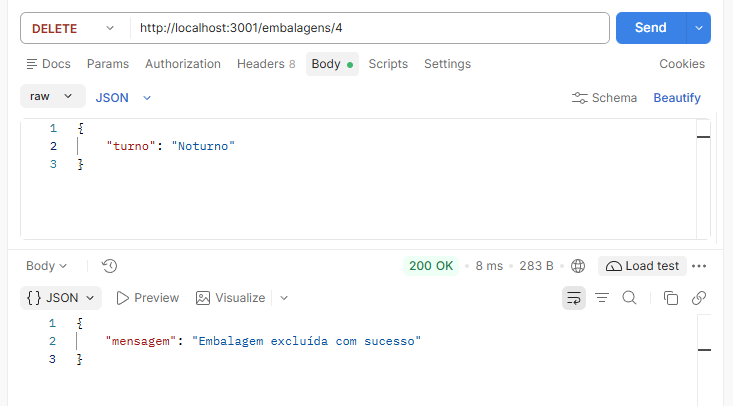 DELETE http://localhost:3001/embalagens/4 Send
Docs Params Authorization Headers 8 Body Scripts Settings Cookies
raw JSON Schema Beautify
1 {
2 "turno": "Noturno"
3 }
Body 200 OK • 8 ms • 283 B • Load test
{} JSON Preview Visualize
1 {
2 "mensagem": "Embalagem excluída com sucesso"
3 }